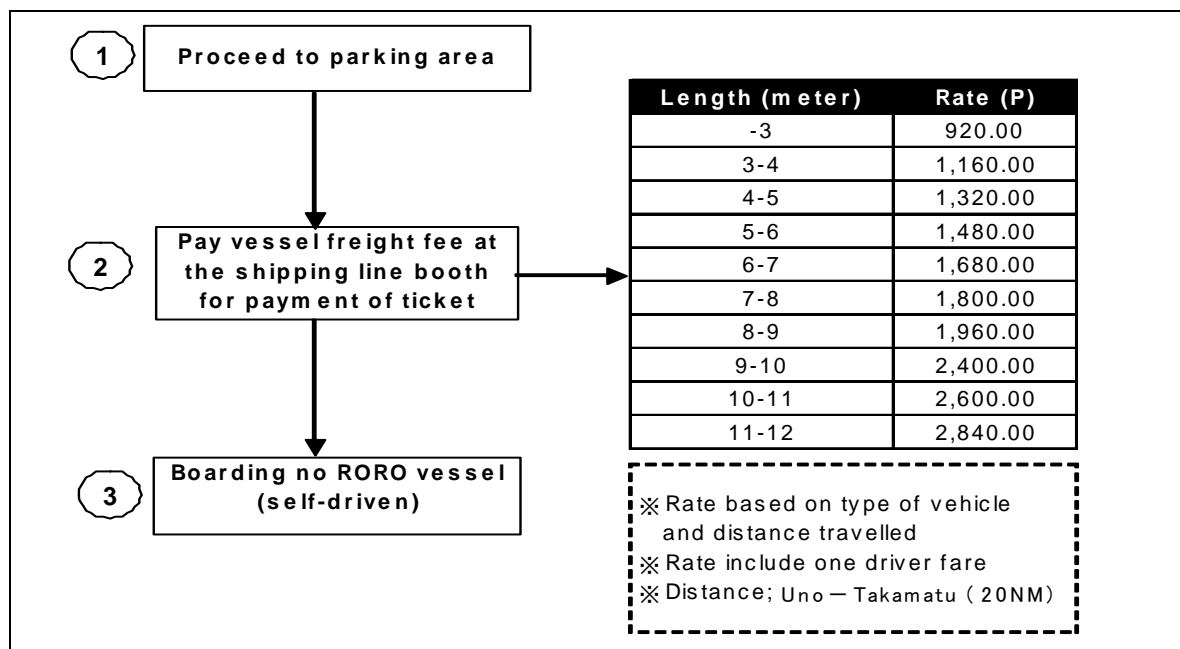 1
Proceed to parking area
2
Pay vessel freight fee at
the shipping line booth
for payment of ticket
3
Boarding no RORO vessel
(self-driven)
Length (meter) Rate (P)
-3 920.00
3-4 1,160.00
4-5 1,320.00
5-6 1,480.00
6-7 1,680.00
7-8 1,800.00
8-9 1,960.00
9-10 2,400.00
10-11 2,600.00
11-12 2,840.00
※ Rate based on type of vehicle
and distance travelled
※ Rate include one driver fare
※ Distance; Uno－Takamatu（20NM）